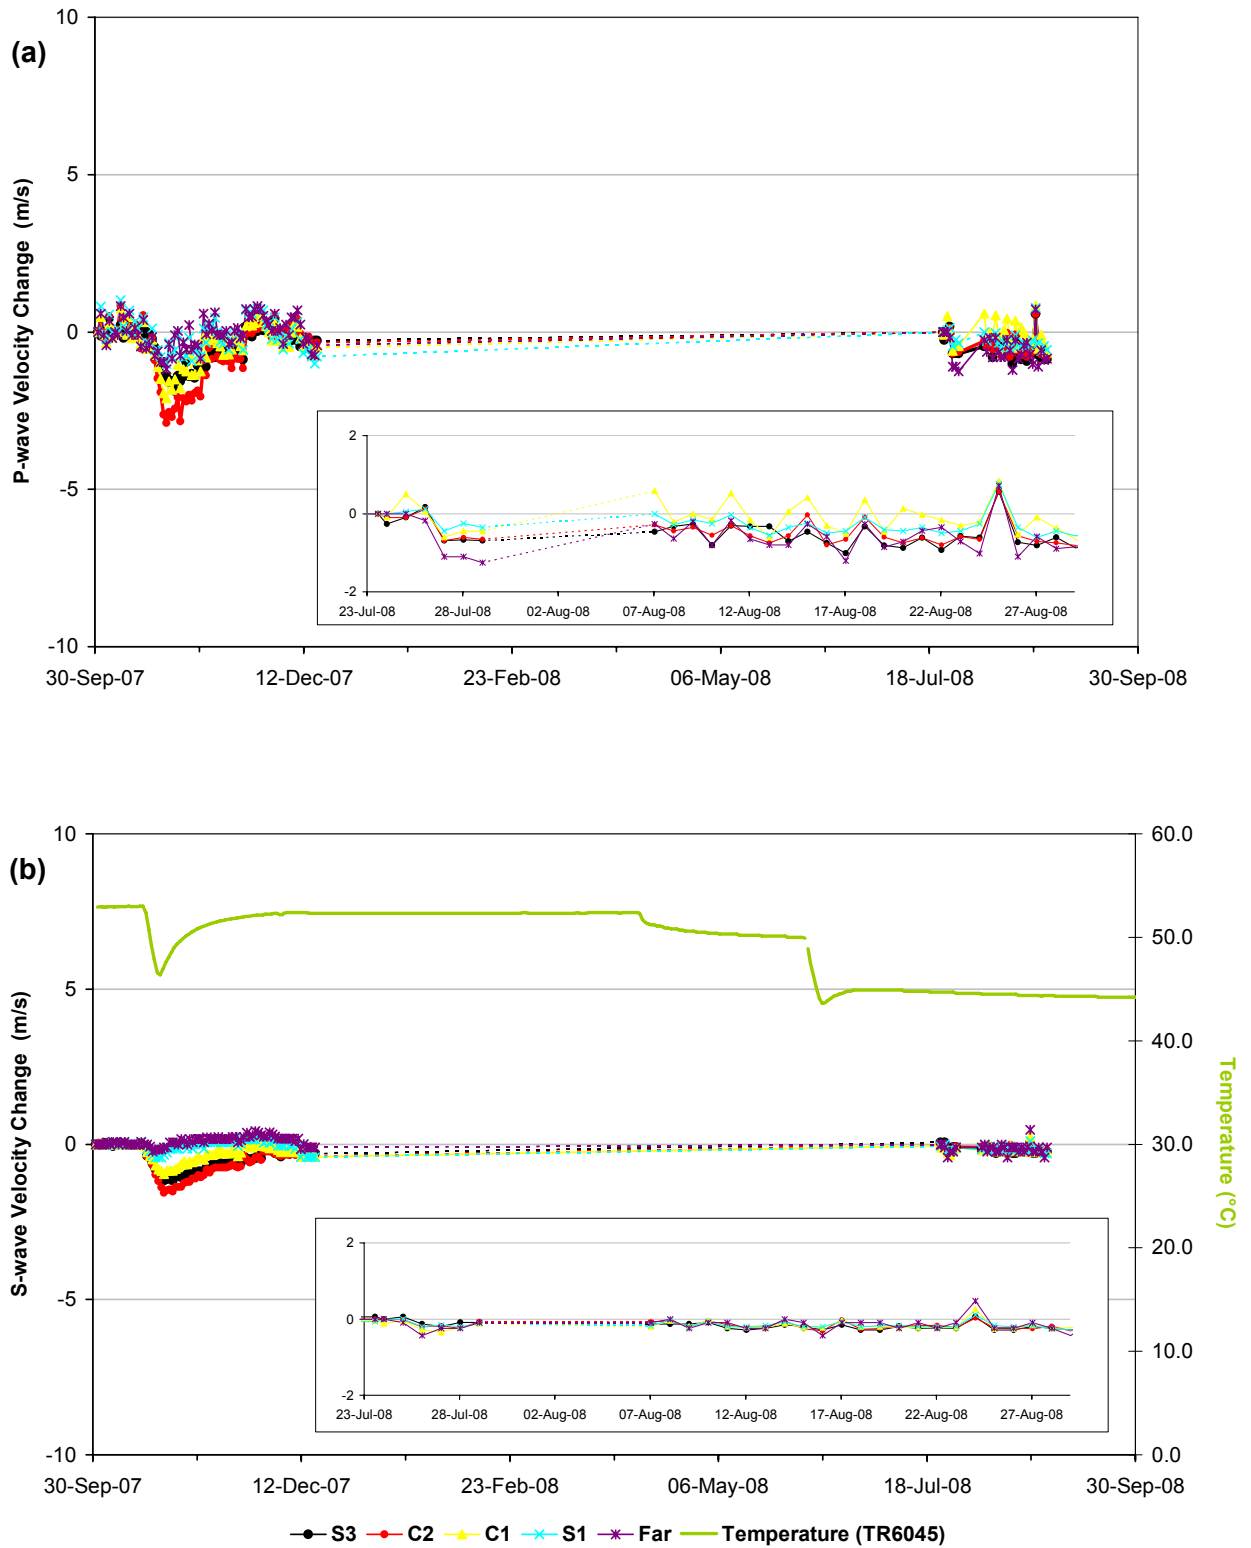 (a)
P-wave Velocity Change (m/s)
10
5
0
-5
-10
2
0
-2
23-Jul-08 28-Jul-08 02-Aug-08 07-Aug-08 12-Aug-08 17-Aug-08 22-Aug-08 27-Aug-08
30-Sep-07 12-Dec-07 23-Feb-08 06-May-08 18-Jul-08 30-Sep-08
(b)
S-wave Velocity Change (m/s)
10
5
0
-5
-10
60.0
50.0
40.0
30.0
20.0
10.0
0.0
Temperature (°C)
2
0
-2
23-Jul-08 28-Jul-08 02-Aug-08 07-Aug-08 12-Aug-08 17-Aug-08 22-Aug-08 27-Aug-08
30-Sep-07 12-Dec-07 23-Feb-08 06-May-08 18-Jul-08 30-Sep-08
S3 C2 C1 S1 Far Temperature (TR6045)